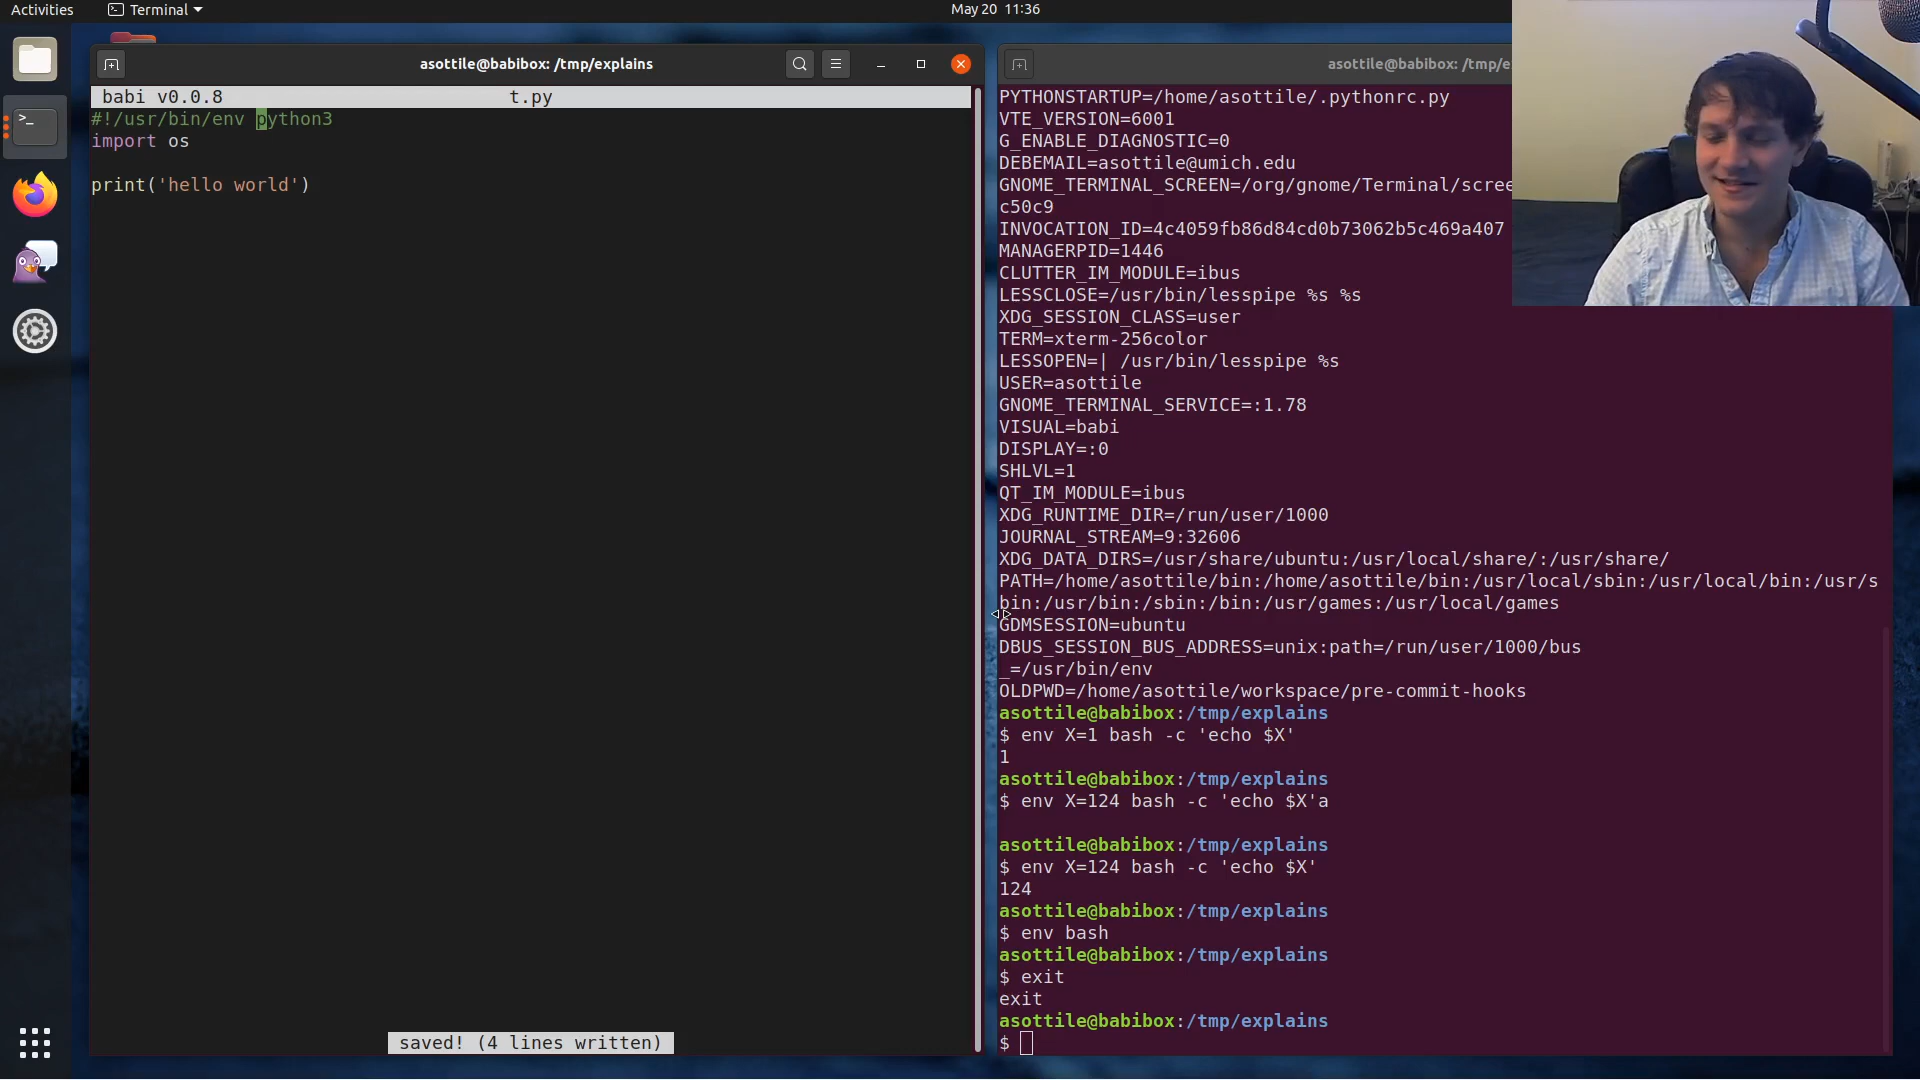 Activities
Terminal
May 20 11:36
asottile@babibox: /tmp/explains
babi v0.0.8 t.py
#!/usr/bin/env python3
import os
print('hello world')
saved! (4 lines written)
asottile@babibox: /tmp/e
PYTHONSTARTUP=/home/asottile/.pythonrc.py
VTE_VERSION=6001
G_ENABLE_DIAGNOSTIC=0
DEBEMAIL=asottile@umich.edu
GNOME_TERMINAL_SCREEN=/org/gnome/Terminal/scree
c50c9
INVOCATION_ID=4c4059fb86d84cd0b73062b5c469a407
MANAGERPID=1446
CLUTTER_IM_MODULE=ibus
LESSCLOSE=/usr/bin/lesspipe %s %s
XDG_SESSION_CLASS=user
TERM=xterm-256color
LESSOPEN=| /usr/bin/lesspipe %s
USER=asottile
GNOME_TERMINAL_SERVICE=:1.78
VISUAL=babi
DISPLAY=:0
SHLVL=1
QT_IM_MODULE=ibus
XDG_RUNTIME_DIR=/run/user/1000
JOURNAL_STREAM=9:32606
XDG_DATA_DIRS=/usr/share/ubuntu:/usr/local/share/:/usr/share/
PATH=/home/asottile/bin:/home/asottile/bin:/usr/local/sbin:/usr/local/bin:/usr/s
bin:/usr/bin:/sbin:/bin:/usr/games:/usr/local/games
GDMSESSION=ubuntu
DBUS_SESSION_BUS_ADDRESS=unix:path=/run/user/1000/bus
_=/usr/bin/env
OLDPWD=/home/asottile/workspace/pre-commit-hooks
asottile@babibox:/tmp/explains
$ env X=1 bash -c 'echo $X'
1
asottile@babibox:/tmp/explains
$ env X=124 bash -c 'echo $X'a
asottile@babibox:/tmp/explains
$ env X=124 bash -c 'echo $X'
124
asottile@babibox:/tmp/explains
$ env bash
asottile@babibox:/tmp/explains
$ exit
exit
asottile@babibox:/tmp/explains
$